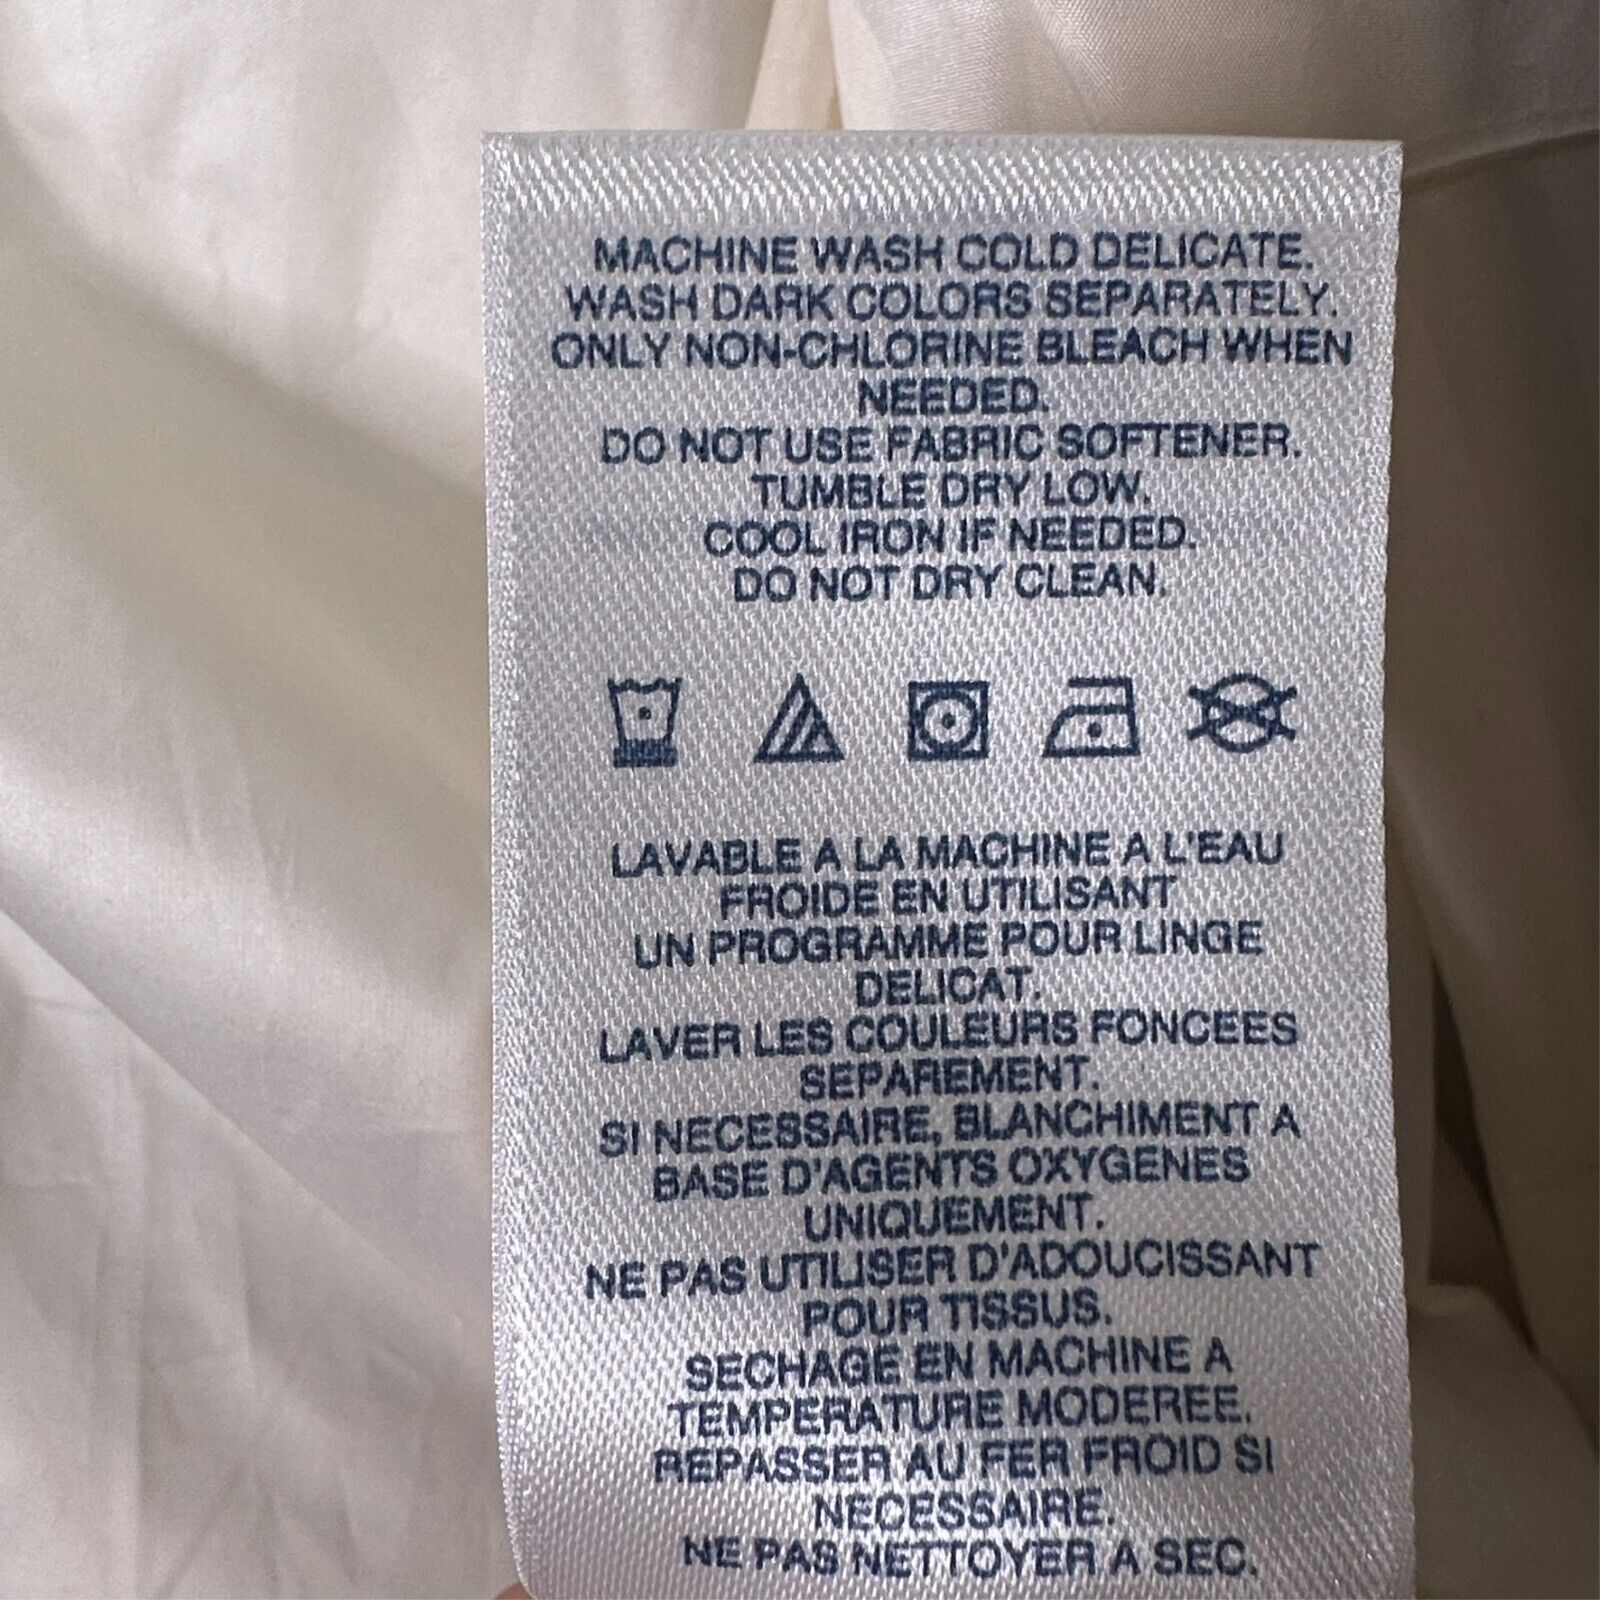 MACHINE WASH COLD DELICATE.
WASH DARK COLORS SEPARATELY.
ONLY NON-CHLORINE BLEACH WHEN
NEEDED.
DO NOT USE FABRIC SOFTENER.
TUMBLE DRY LOW.
COOL IRON IF NEEDED.
DO NOT DRY CLEAN.
LAVABLE A LA MACHINE A L'EAU
FROIDE EN UTILISANT
UN PROGRAMME POUR LINGE
DELICAT.
LAVER LES COULEURS FONCEES
SEPAREMENT.
SI NECESSAIRE, BLANCHIMENT A
BASE D'AGENTS OXYGENES
UNIQUEMENT.
NE PAS UTILISER D'ADOUCISSANT
POUR TISSUS.
SECHAGE EN MACHINE A
TEMPERATURE MODEREE.
REPASSER AU FER FROID SI
NECESSAIRE.
NE PAS NETTOYER A SEC.